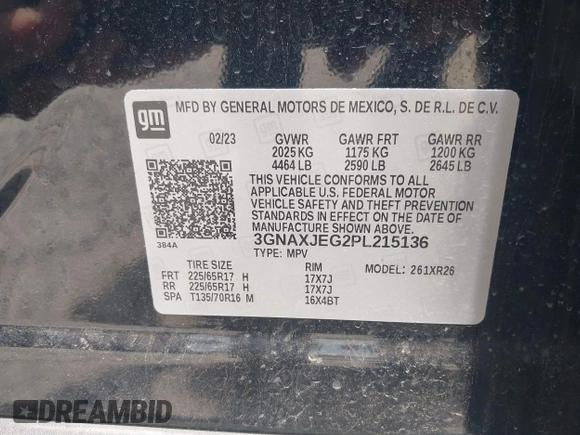 gm
MFD BY GENERAL MOTORS DE MEXICO, S. DE R.L. DE C.V.
02/23 GVWR GAWR FRT GAWR RR
2025 KG 1175 KG 1200 KG
4464 LB 2590 LB 2645 LB
THIS VEHICLE CONFORMS TO ALL
APPLICABLE U.S. FEDERAL MOTOR
VEHICLE SAFETY AND THEFT PREVENTION
STANDARDS IN EFFECT ON THE DATE OF
MANUFACTURE SHOWN ABOVE.
384A 3GNAXJEG2PL215136
TYPE: MPV
TIRE SIZE RIM MODEL: 261XR26
FRT 225/65R17 H 17X7J
RR 225/65R17 H 17X7J
SPA T135/70R16 M 16X4BT
DREAMBID